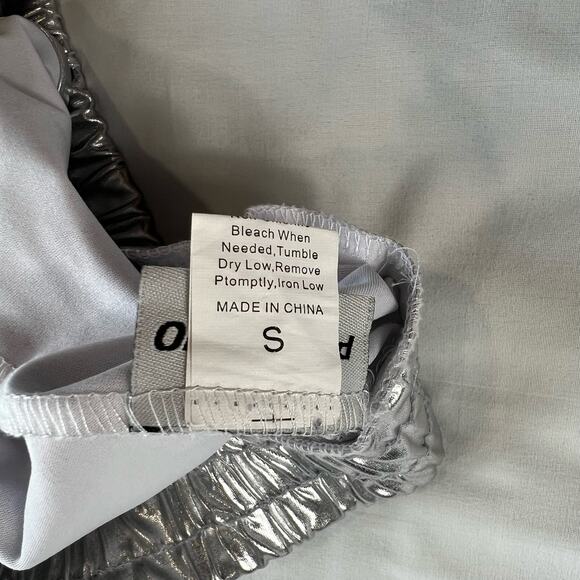 Bleach When
Needed,Tumble
Dry Low,Remove
Ptomptly,Iron Low
MADE IN CHINA
S